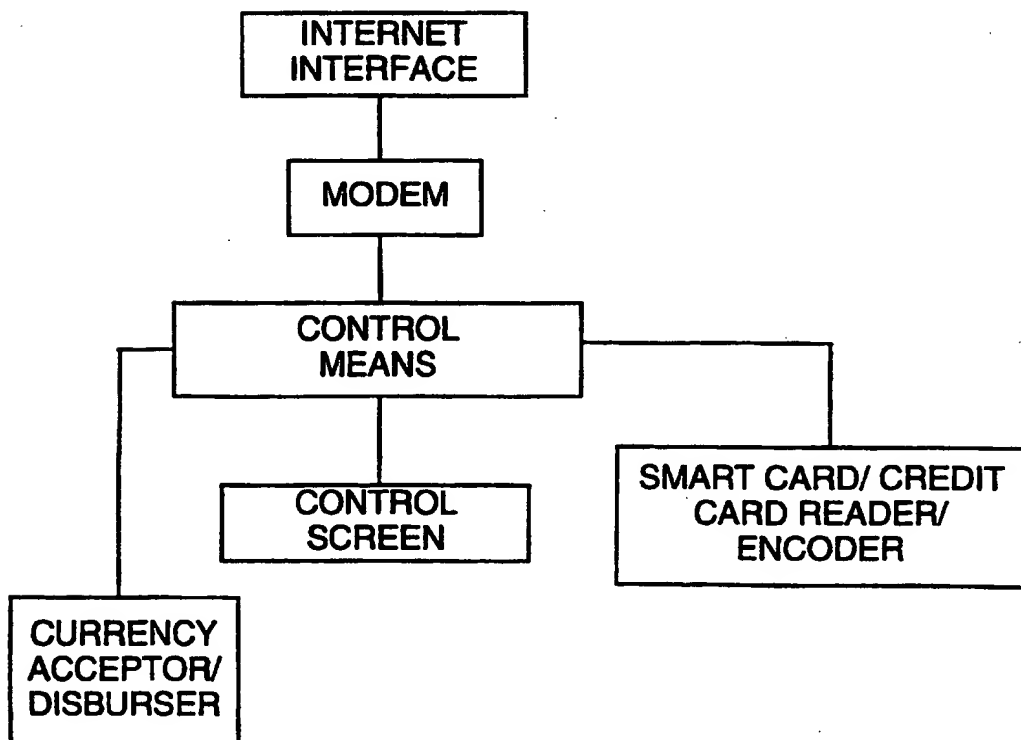 INTERNET
INTERFACE
MODEM
CONTROL
MEANS
CONTROL
SCREEN
SMART CARD/ CREDIT
CARD READER/
ENCODER
CURRENCY
ACCEPTOR/
DISBURSER